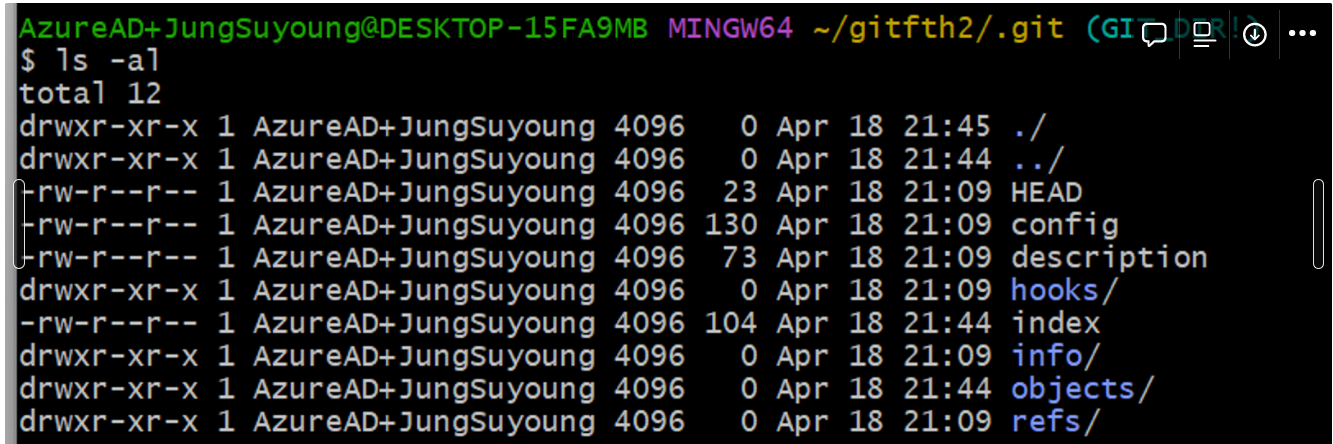 AzureAD+JungSuyoung@DESKTOP-15FA9MB MINGW64 ~/gitfth2/.git (GIT_DIR!)
$ ls -al
total 12
drwxr-xr-x 1 AzureAD+JungSuyoung 4096   0 Apr 18 21:45 ./
drwxr-xr-x 1 AzureAD+JungSuyoung 4096   0 Apr 18 21:44 ../
-rw-r--r-- 1 AzureAD+JungSuyoung 4096  23 Apr 18 21:09 HEAD
-rw-r--r-- 1 AzureAD+JungSuyoung 4096 130 Apr 18 21:09 config
-rw-r--r-- 1 AzureAD+JungSuyoung 4096  73 Apr 18 21:09 description
drwxr-xr-x 1 AzureAD+JungSuyoung 4096   0 Apr 18 21:09 hooks/
-rw-r--r-- 1 AzureAD+JungSuyoung 4096 104 Apr 18 21:44 index
drwxr-xr-x 1 AzureAD+JungSuyoung 4096   0 Apr 18 21:09 info/
drwxr-xr-x 1 AzureAD+JungSuyoung 4096   0 Apr 18 21:44 objects/
drwxr-xr-x 1 AzureAD+JungSuyoung 4096   0 Apr 18 21:09 refs/